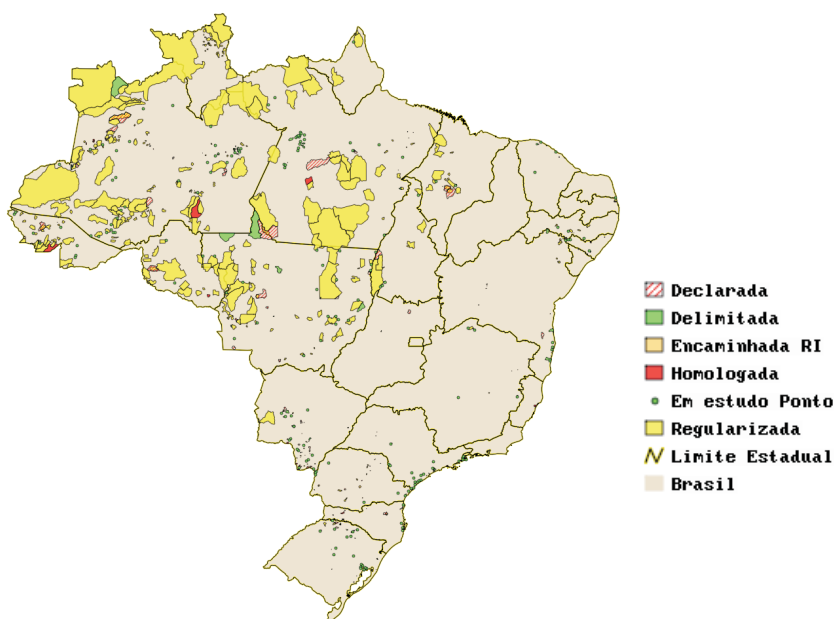 Declarada
Delimitada
Encaminhada RI
Homologada
Em estudo Ponto
Regularizada
Limite Estadual
Brasil